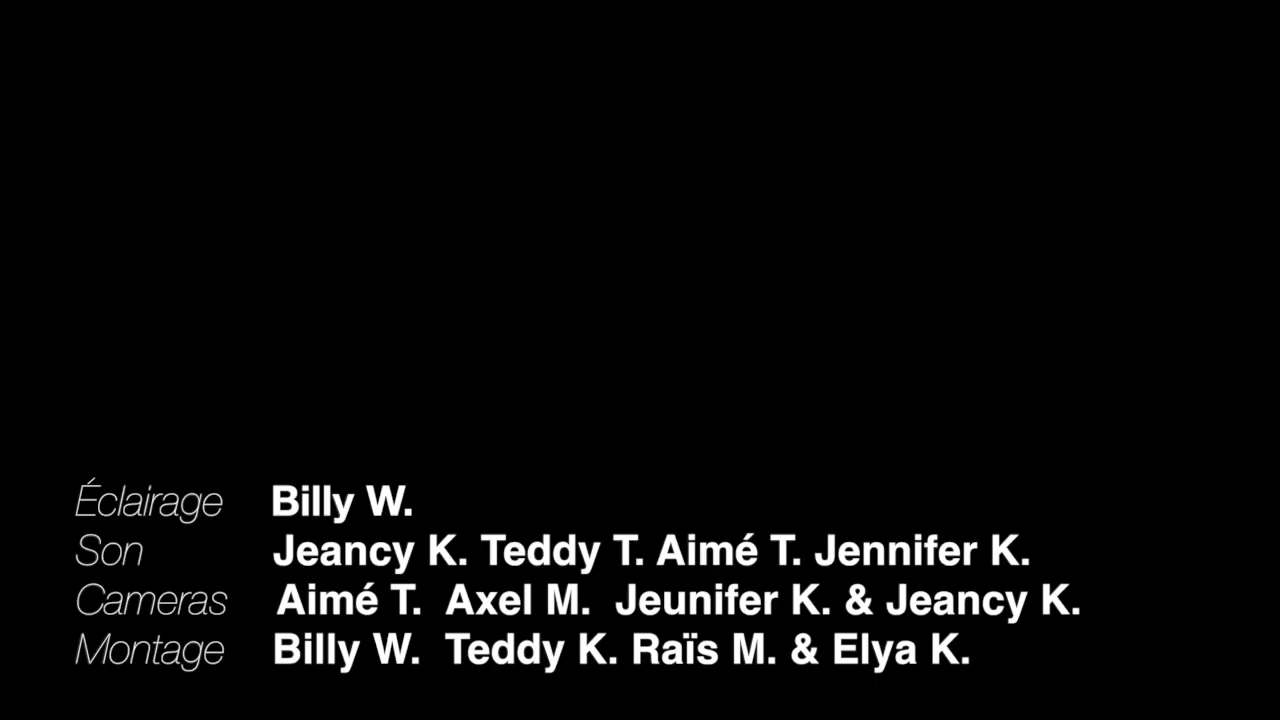 Éclairage Billy W.
Son Jeancy K. Teddy T. Aimé T. Jennifer K.
Cameras Aimé T. Axel M. Jeunifer K. & Jeancy K.
Montage Billy W. Teddy K. Raïs M. & Elya K.